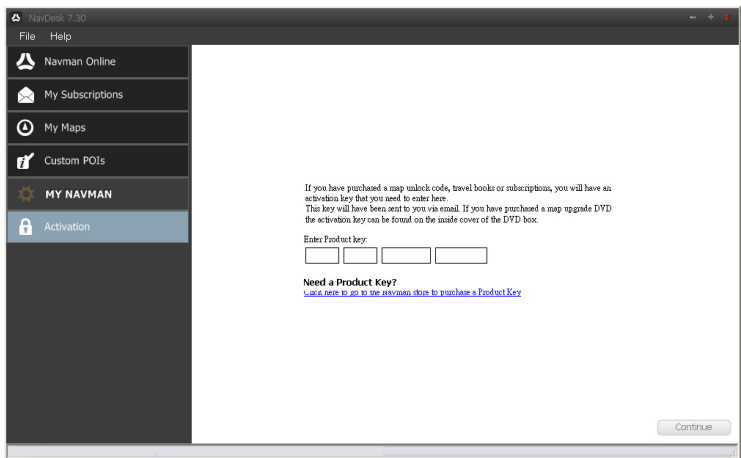 NavDesk 7.30
File Help
Navman Online
My Subscriptions
My Maps
Custom POIs
MY NAVMAN
Activation
If you have purchased a map unlock code, travel books or subscriptions, you will have an
activation key that you need to enter here.
This key will have been sent to you via email. If you have purchased a map upgrade DVD
the activation key can be found on the inside cover of the DVD box.
Enter Product key:
Need a Product Key?
Click here to go to the Navman store to purchase a Product Key
Continue